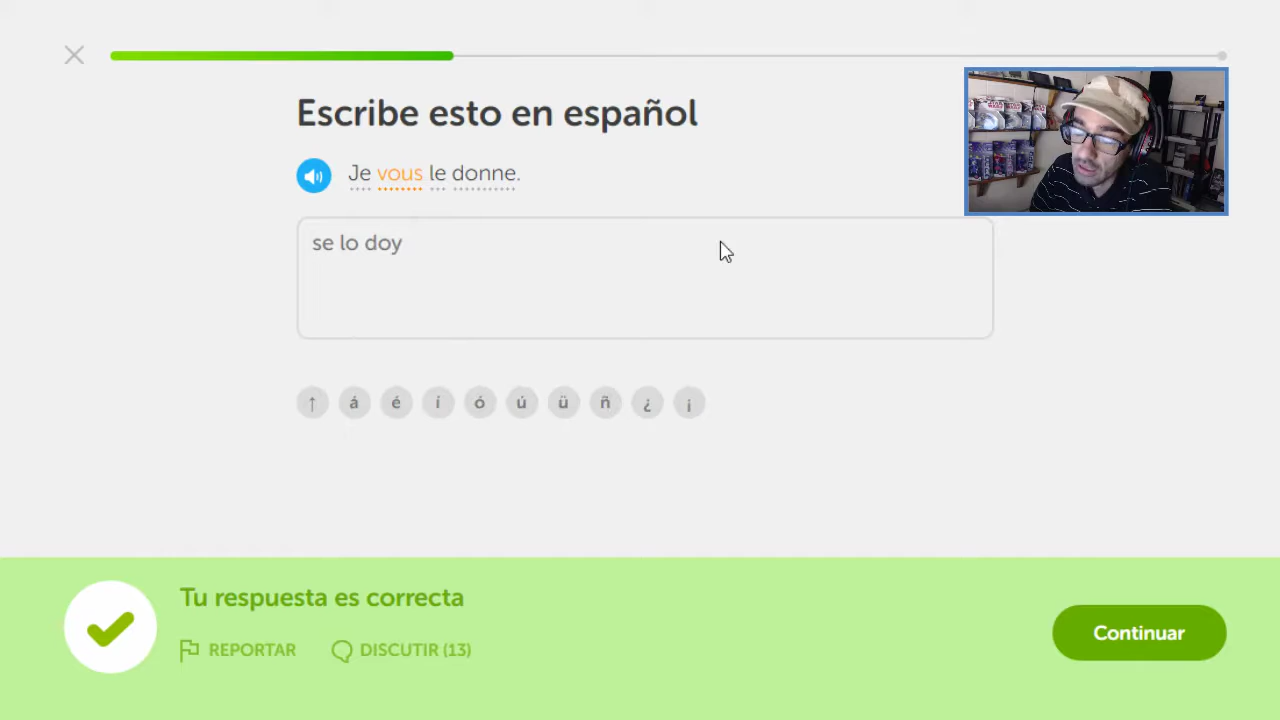 Escribe esto en español
Je vous le donne.
se lo doy
↑ á é í ó ú ü ñ ¿ ¡
Tu respuesta es correcta
REPORTAR DISCUTIR (13)
Continuar